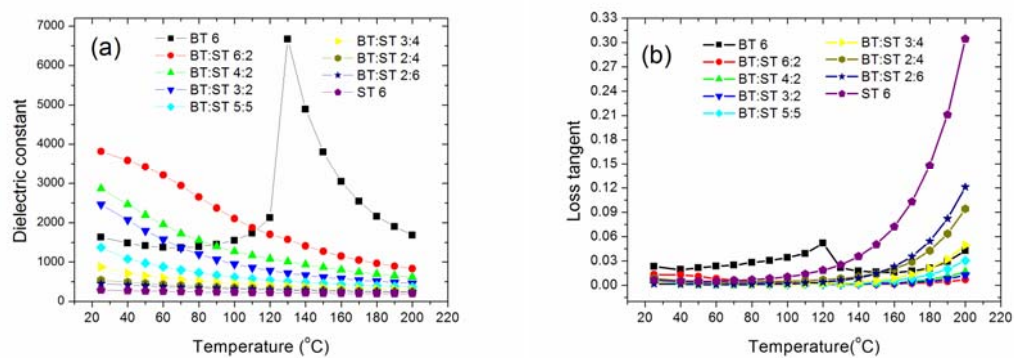 (a)
BT 6
BT:ST 6:2
BT:ST 4:2
BT:ST 3:2
BT:ST 5:5
BT:ST 3:4
BT:ST 2:4
BT:ST 2:6
ST 6
7000
6000
5000
4000
3000
2000
1000
0
Dielectric constant
20 40 60 80 100 120 140 160 180 200 220
Temperature (°C)
(b)
BT 6
BT:ST 6:2
BT:ST 4:2
BT:ST 3:2
BT:ST 5:5
BT:ST 3:4
BT:ST 2:4
BT:ST 2:6
ST 6
0.33
0.30
0.27
0.24
0.21
0.18
0.15
0.12
0.09
0.06
0.03
0.00
Loss tangent
20 40 60 80 100 120 140 160 180 200 220
Temperature(°C)